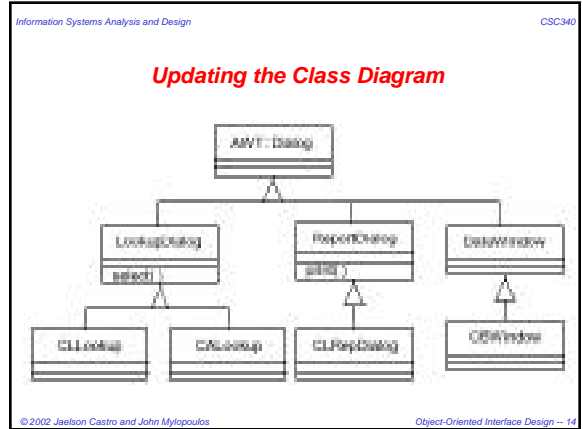 Information Systems Analysis and Design CSC340
Updating the Class Diagram
AWT::Dialog
LookupDialog ReportDialog DataWindow
select() print()
CLLookup CALookup CLRepDialog
© 2002 Jaelson Castro and John Mylopoulos Object-Oriented Interface Design -- 14